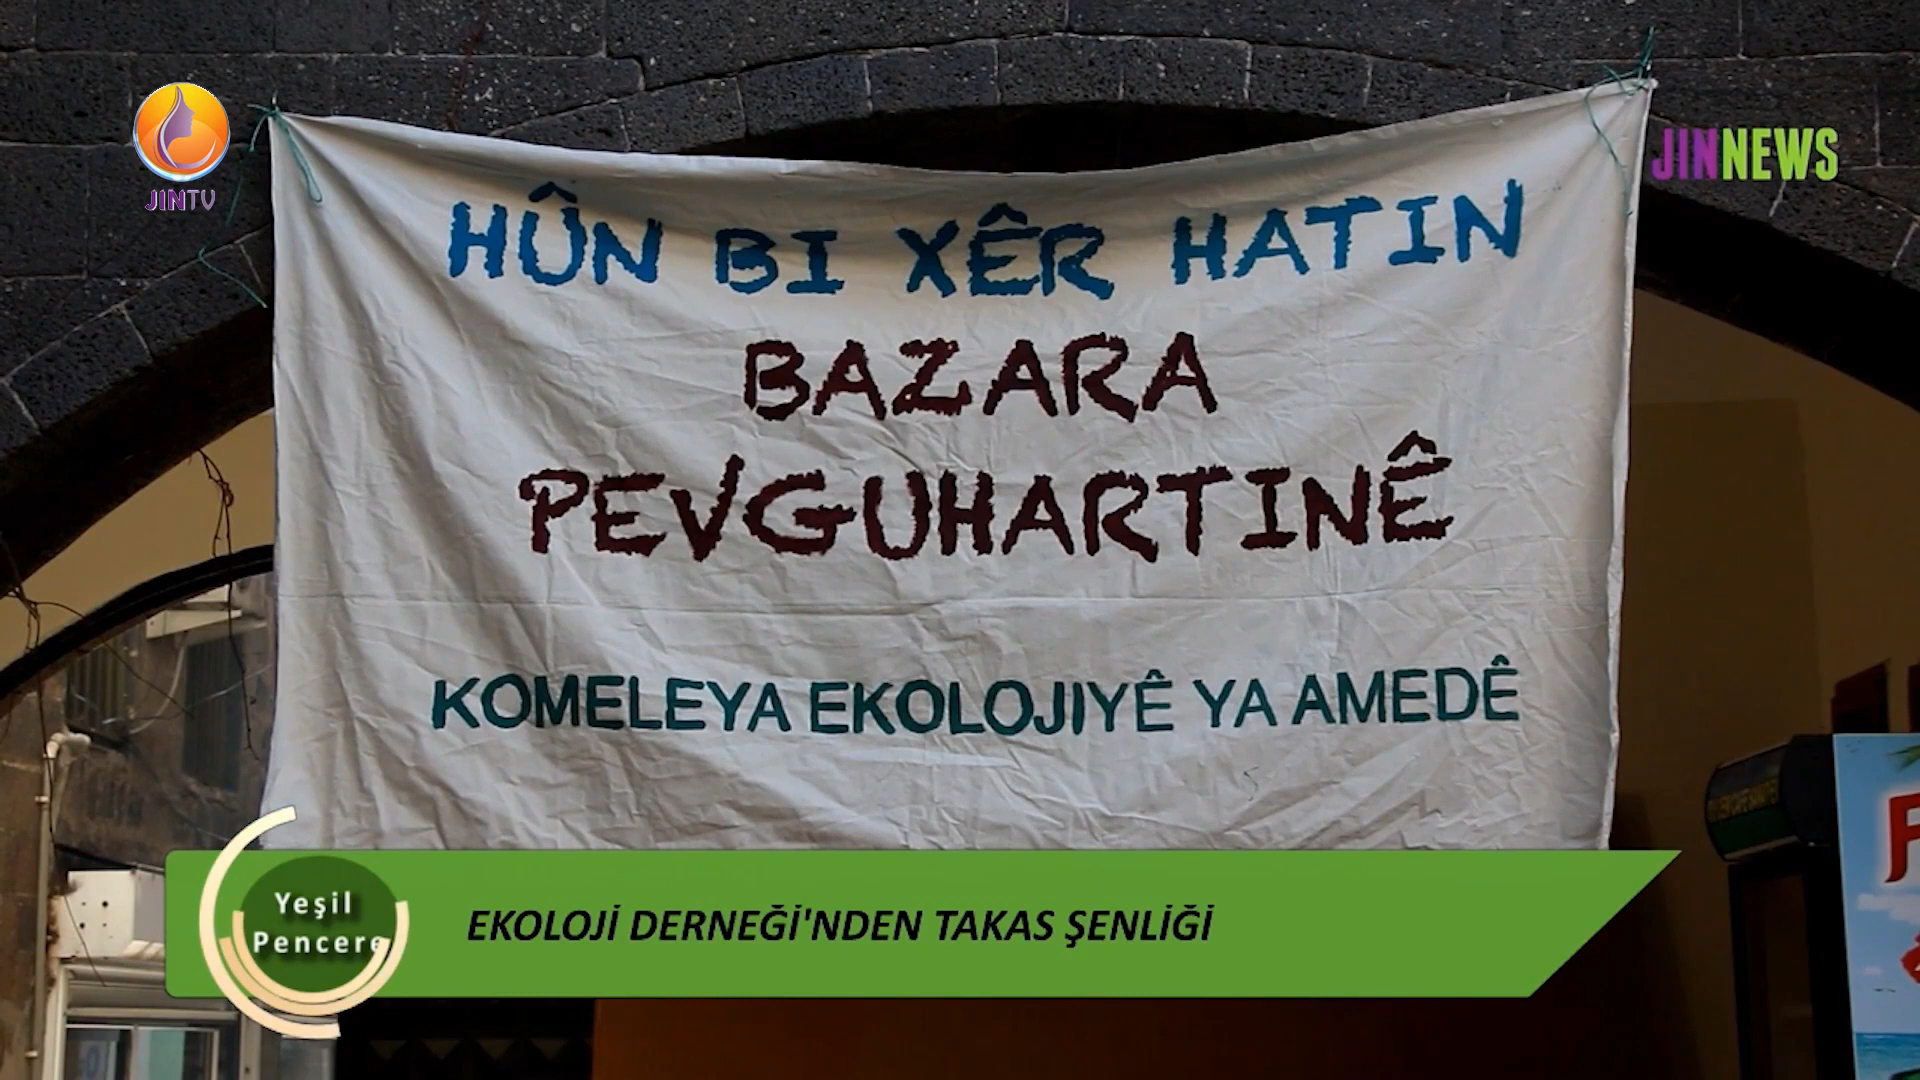 JINTV
JINNEWS
HÛN BI XÊR HATIN
BAZARA
PEVGUHARTINÊ
KOMELEYA EKOLOJIYÊ YA AMEDÊ
Yeşil
Pencere
EKOLOJİ DERNEĞİ'NDEN TAKAS ŞENLİĞİ